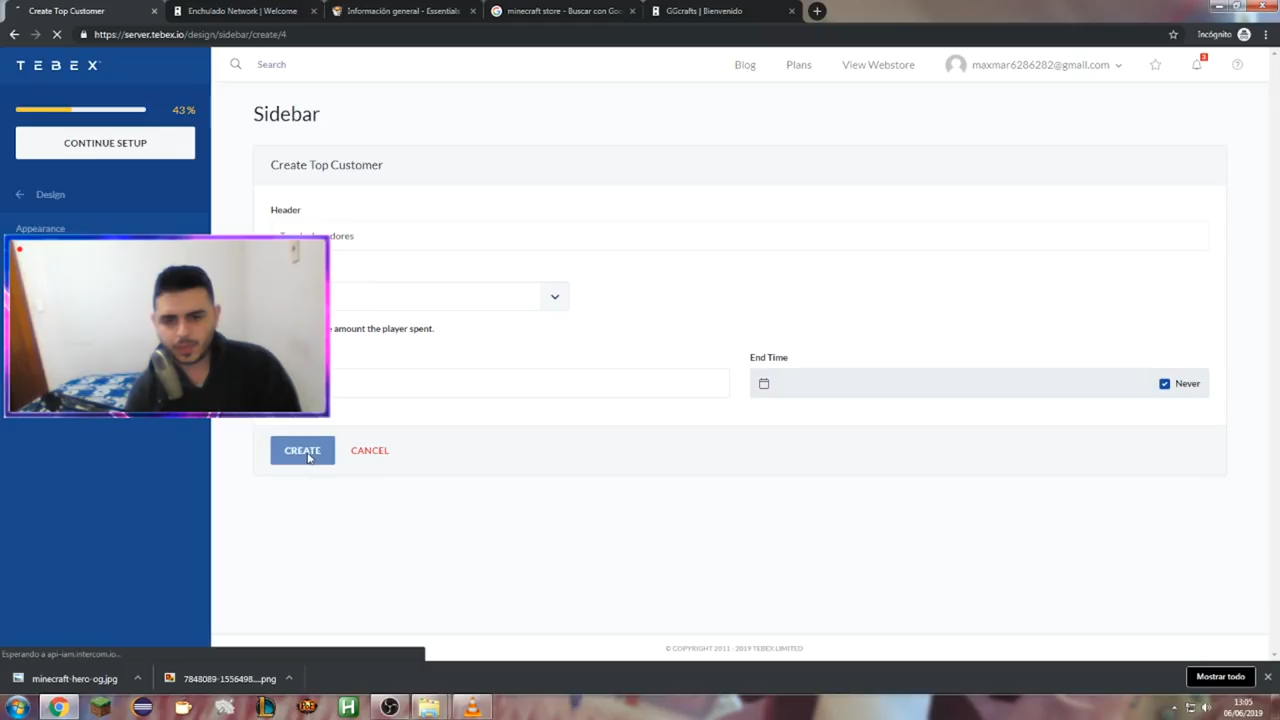 Create Top Customer
Enchulado Network | Welcome
Información general - Essentials
minecraft store - Buscar con Goo
GGcrafts | Bienvenido
https://server.tebex.io/design/sidebar/create/4
Incógnito
TEBEX
Search
Blog
Plans
View Webstore
maxmar6286282@gmail.com
3
43%
CONTINUE SETUP
Design
Appearance
Sidebar
Create Top Customer
Header
amount the player spent.
End Time
Never
CREATE
CANCEL
© COPYRIGHT 2011 - 2019 TEBEX LIMITED
Esperando a api-iam.intercom.io...
minecraft-hero-og.jpg
7848089-1556498....png
Mostrar todo
13:05
06/06/2019